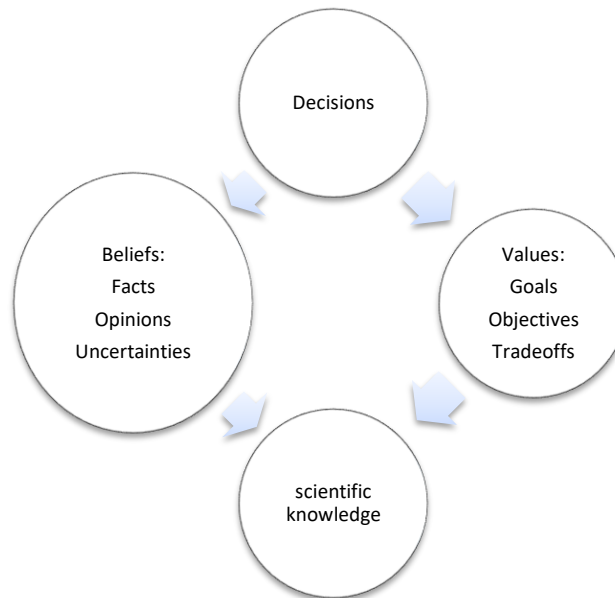 Decisions
Beliefs:
Facts
Opinions
Uncertainties
Values:
Goals
Objectives
Tradeoffs
scientific
knowledge